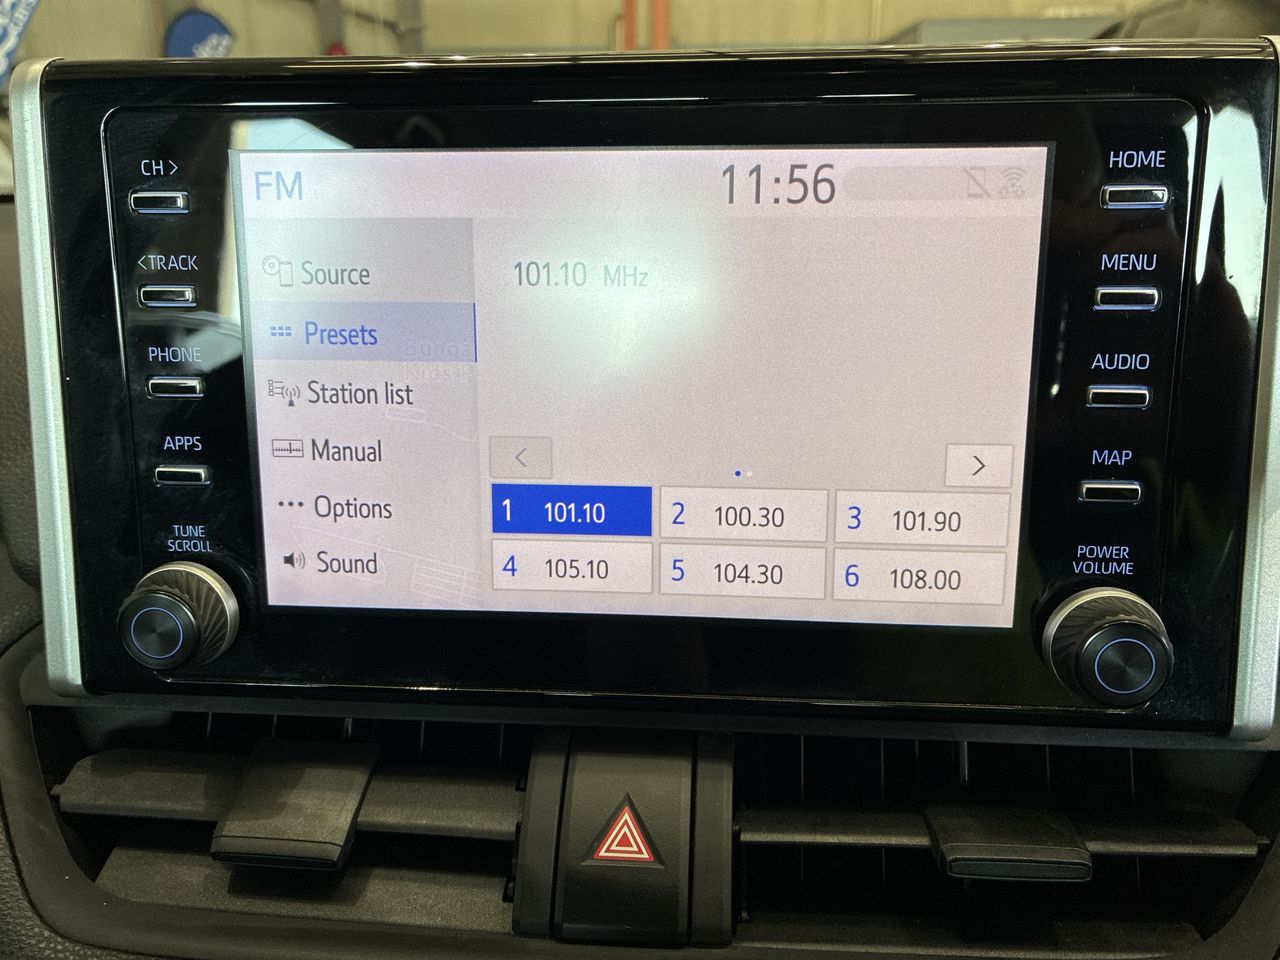 CH >
<TRACK
PHONE
APPS
TUNE
SCROLL
FM
11:56
Source
Presets
Station list
Manual
Options
Sound
101.10 MHz
<
>
1 101.10
2 100.30
3 101.90
4 105.10
5 104.30
6 108.00
HOME
MENU
AUDIO
MAP
POWER
VOLUME